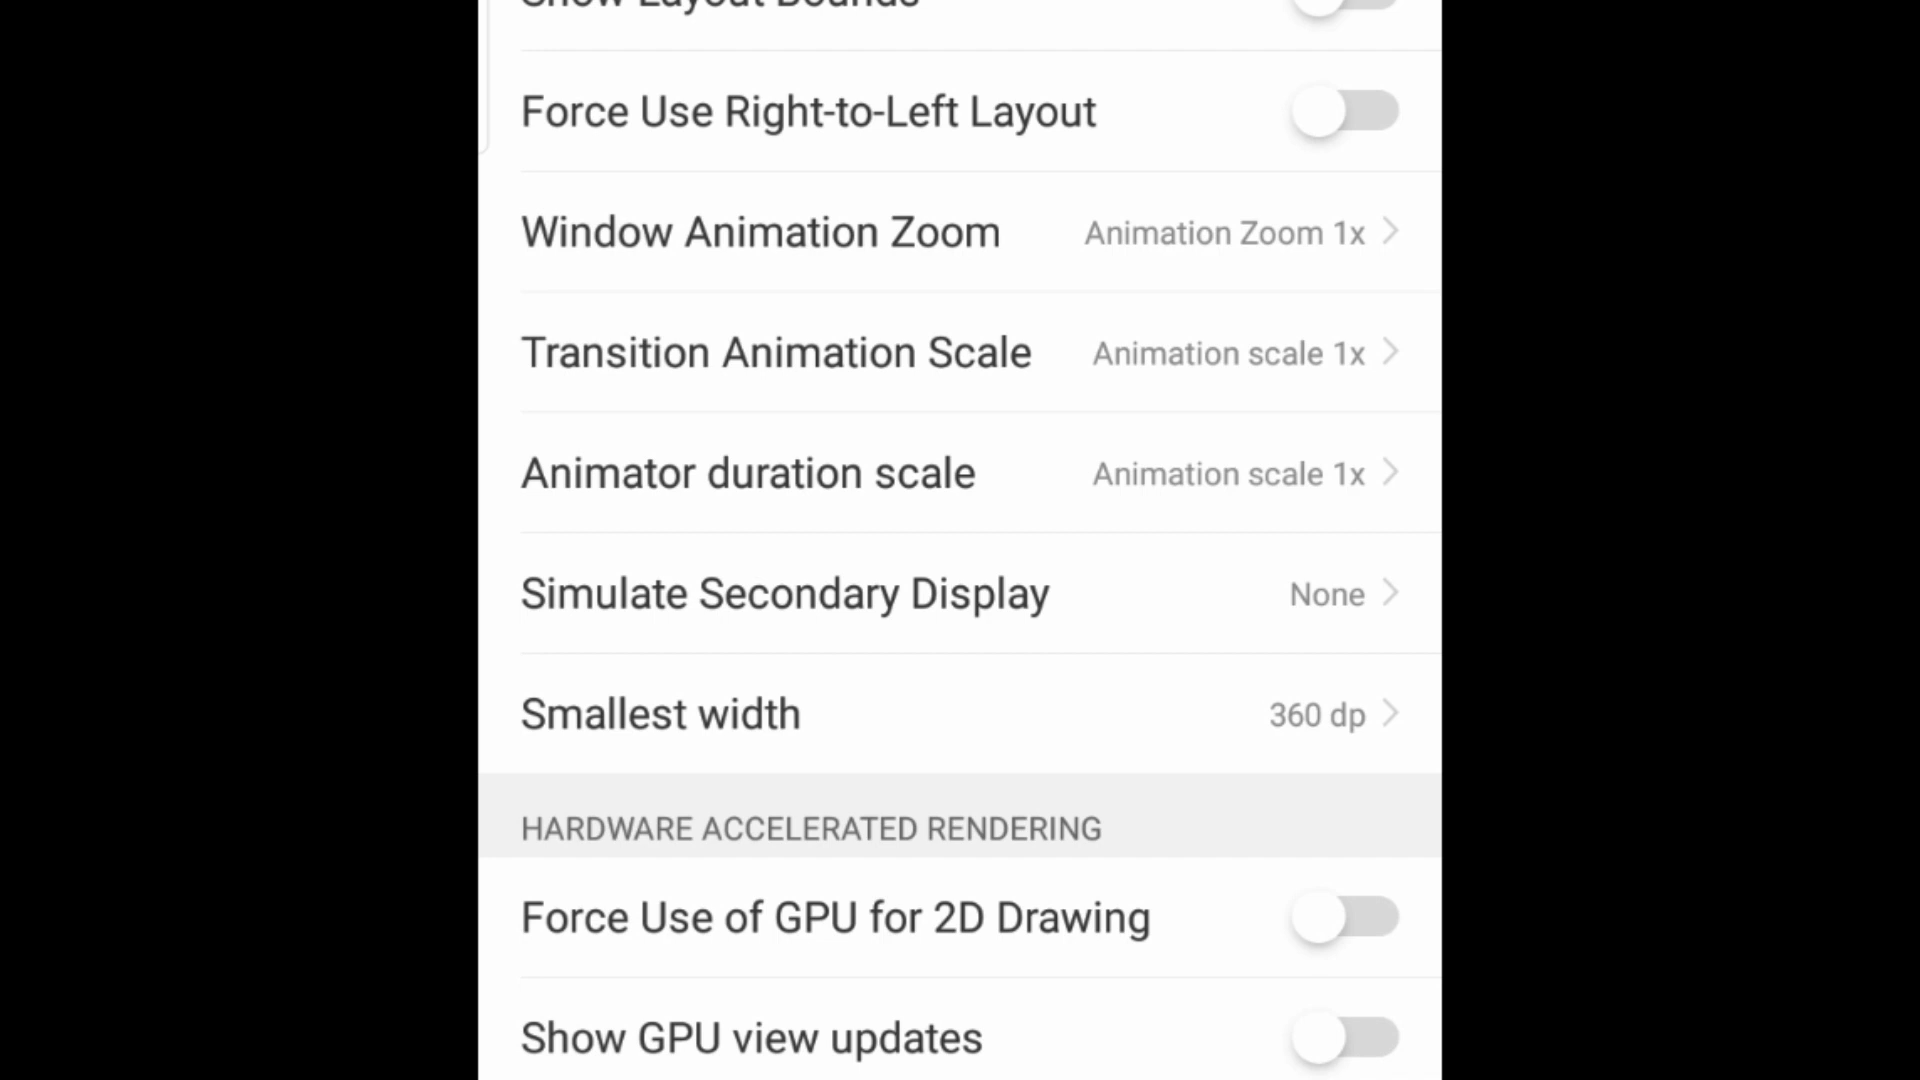 Show Layout Bounds
Force Use Right-to-Left Layout
Window Animation Zoom Animation Zoom 1x
Transition Animation Scale Animation scale 1x
Animator duration scale Animation scale 1x
Simulate Secondary Display None
Smallest width 360 dp
HARDWARE ACCELERATED RENDERING
Force Use of GPU for 2D Drawing
Show GPU view updates